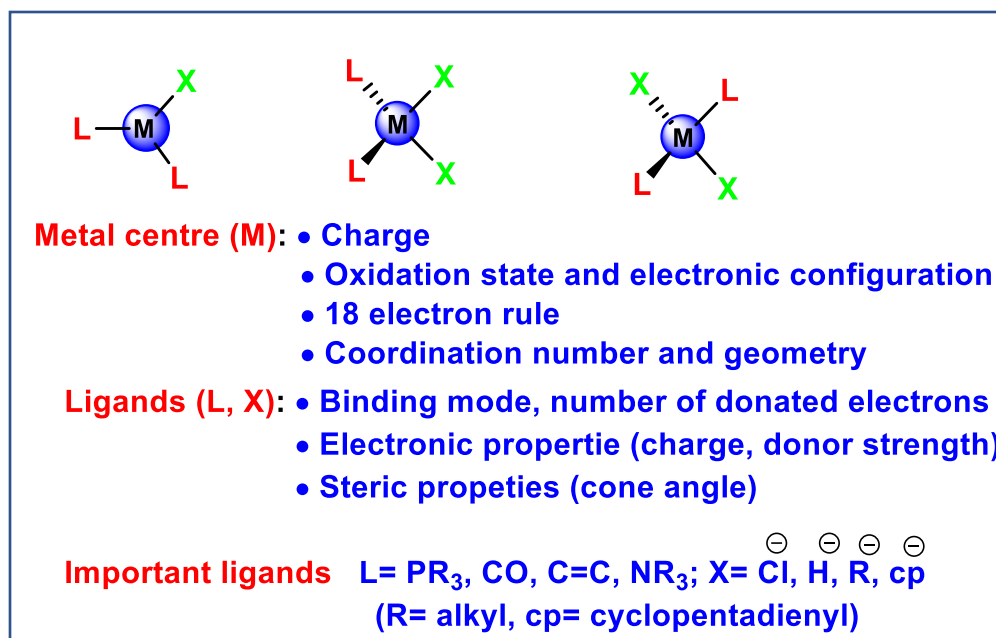 X
L
M
L
L
X
M
L
X
X
L
M
L
X
Metal centre (M): • Charge
• Oxidation state and electronic configuration
• 18 electron rule
• Coordination number and geometry
Ligands (L, X): • Binding mode, number of donated electrons
• Electronic propertie (charge, donor strength)
• Steric propeties (cone angle)
⊖ ⊖ ⊖ ⊖
Important ligands L= PR₃, CO, C=C, NR₃; X= Cl, H, R, cp
(R= alkyl, cp= cyclopentadienyl)